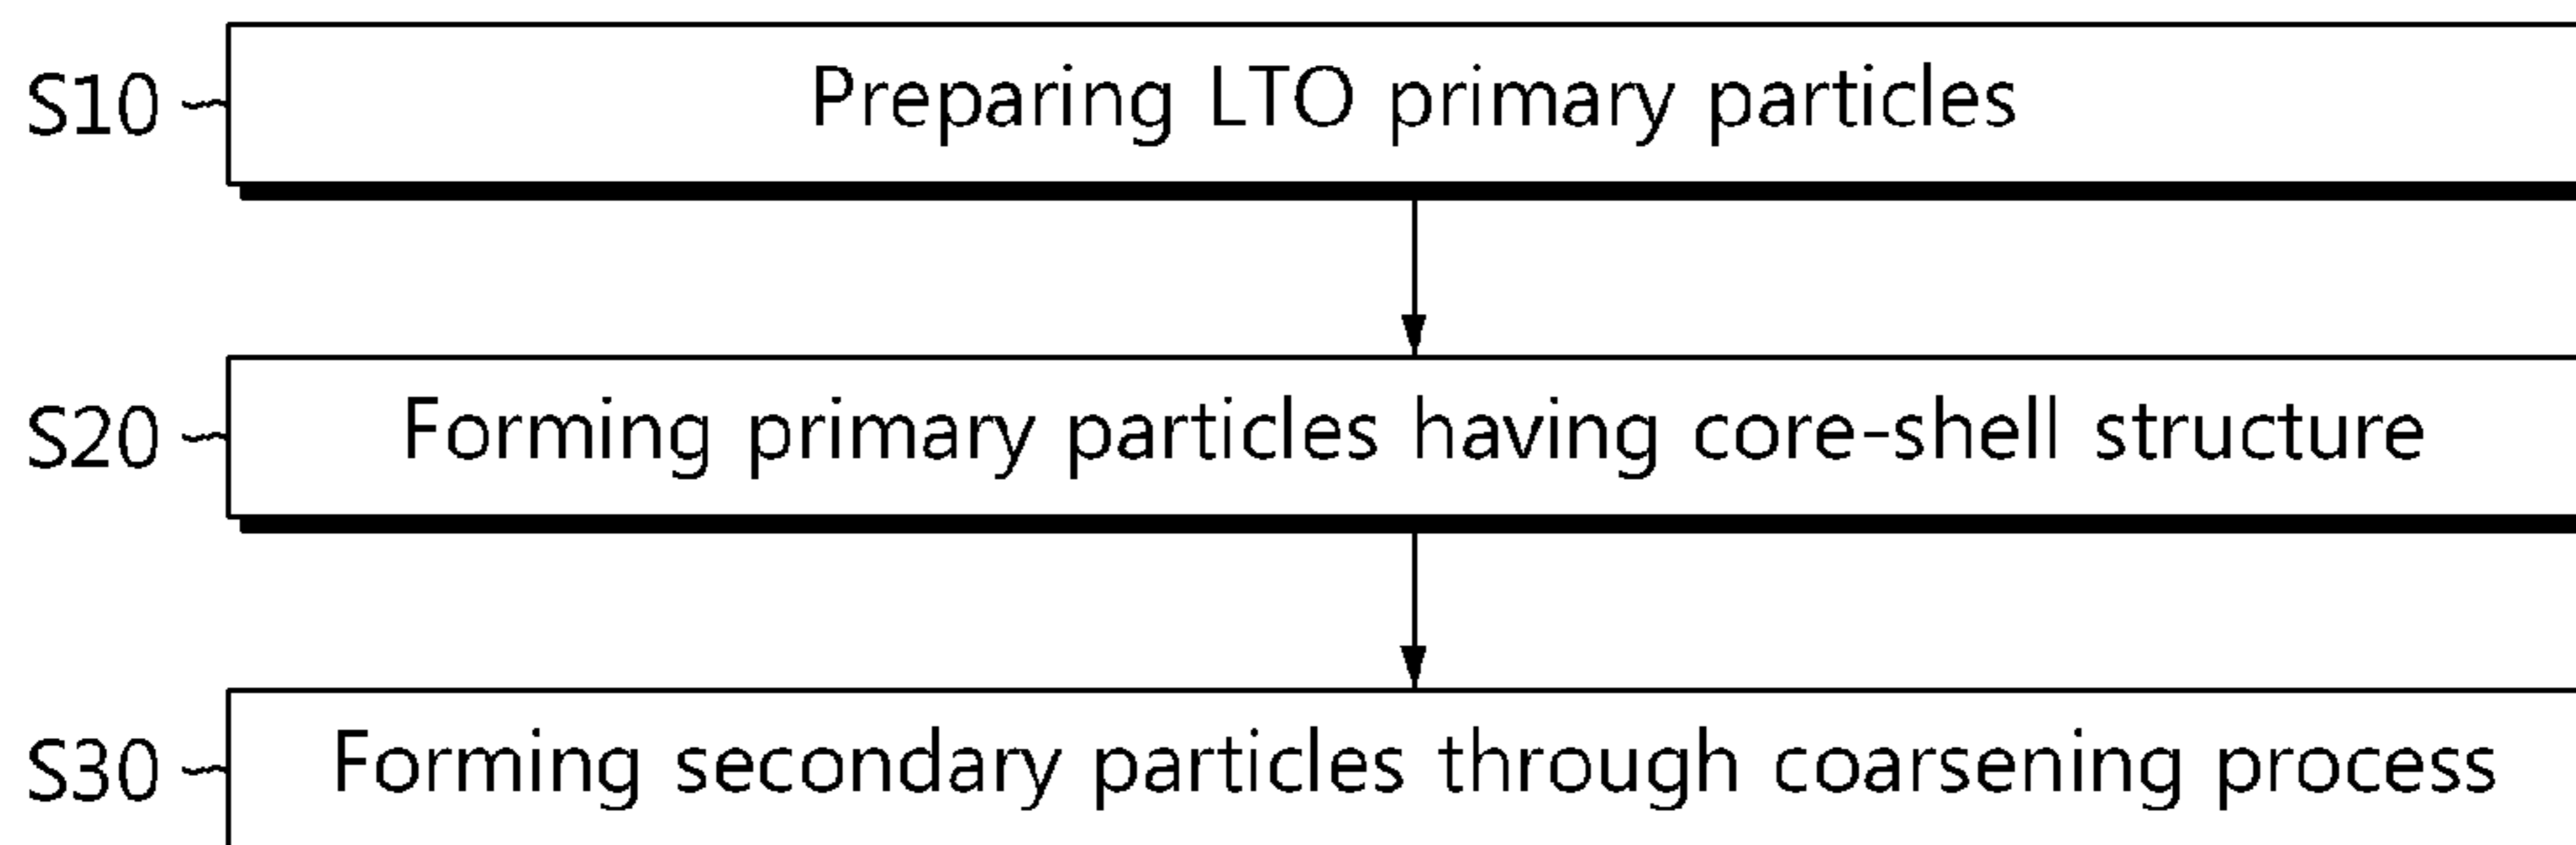 S10 Preparing LTO primary particles
S20 Forming primary particles having core-shell structure
S30 Forming secondary particles through coarsening process